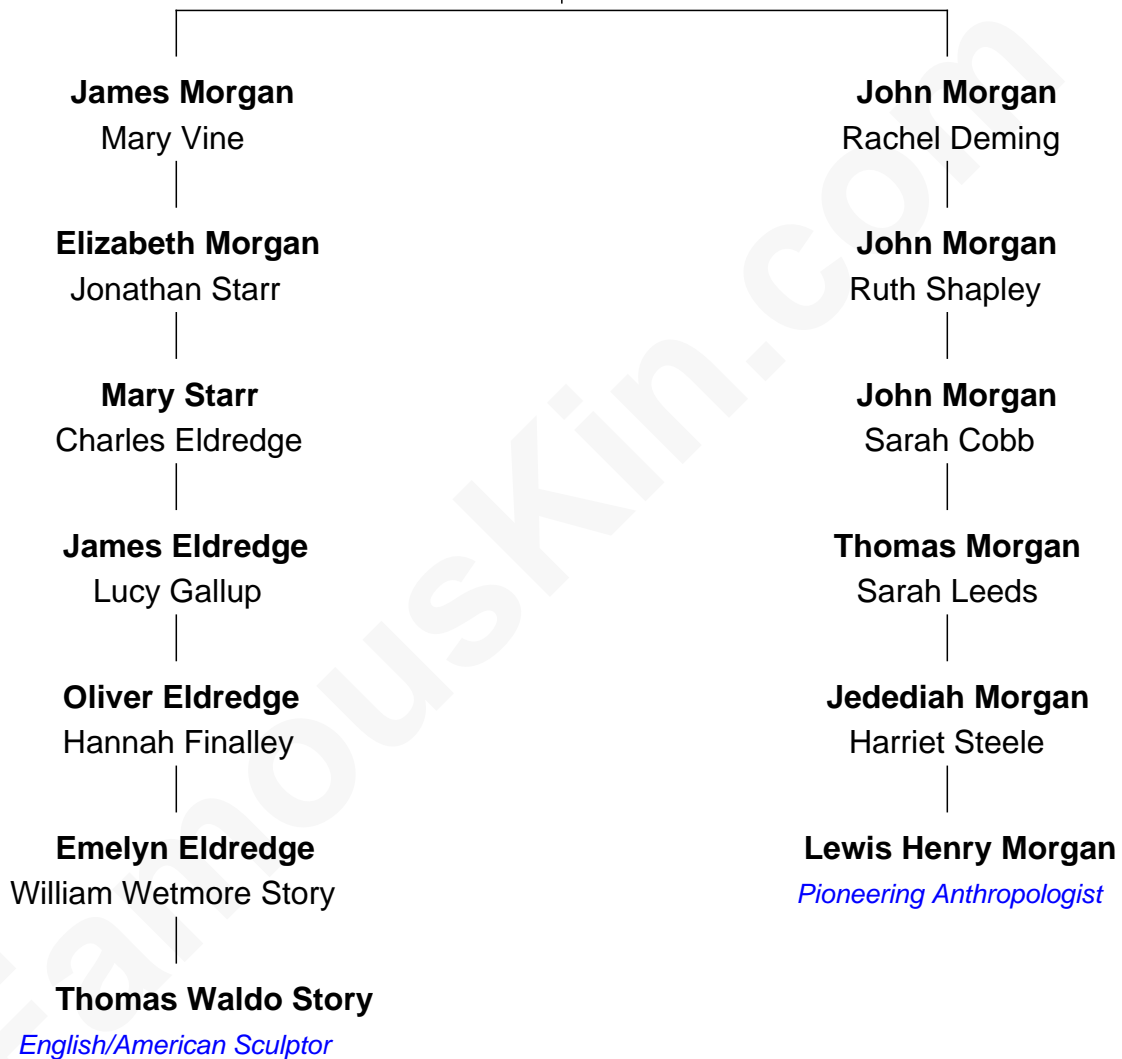 James Morgan
Mary Vine
Elizabeth Morgan
Jonathan Starr
Mary Starr
Charles Eldredge
James Eldredge
Lucy Gallup
Oliver Eldredge
Hannah Finalley
Emelyn Eldredge
William Wetmore Story
Thomas Waldo Story
English/American Sculptor
John Morgan
Rachel Deming
John Morgan
Ruth Shapley
John Morgan
Sarah Cobb
Thomas Morgan
Sarah Leeds
Jedediah Morgan
Harriet Steele
Lewis Henry Morgan
Pioneering Anthropologist
FamousKin.com